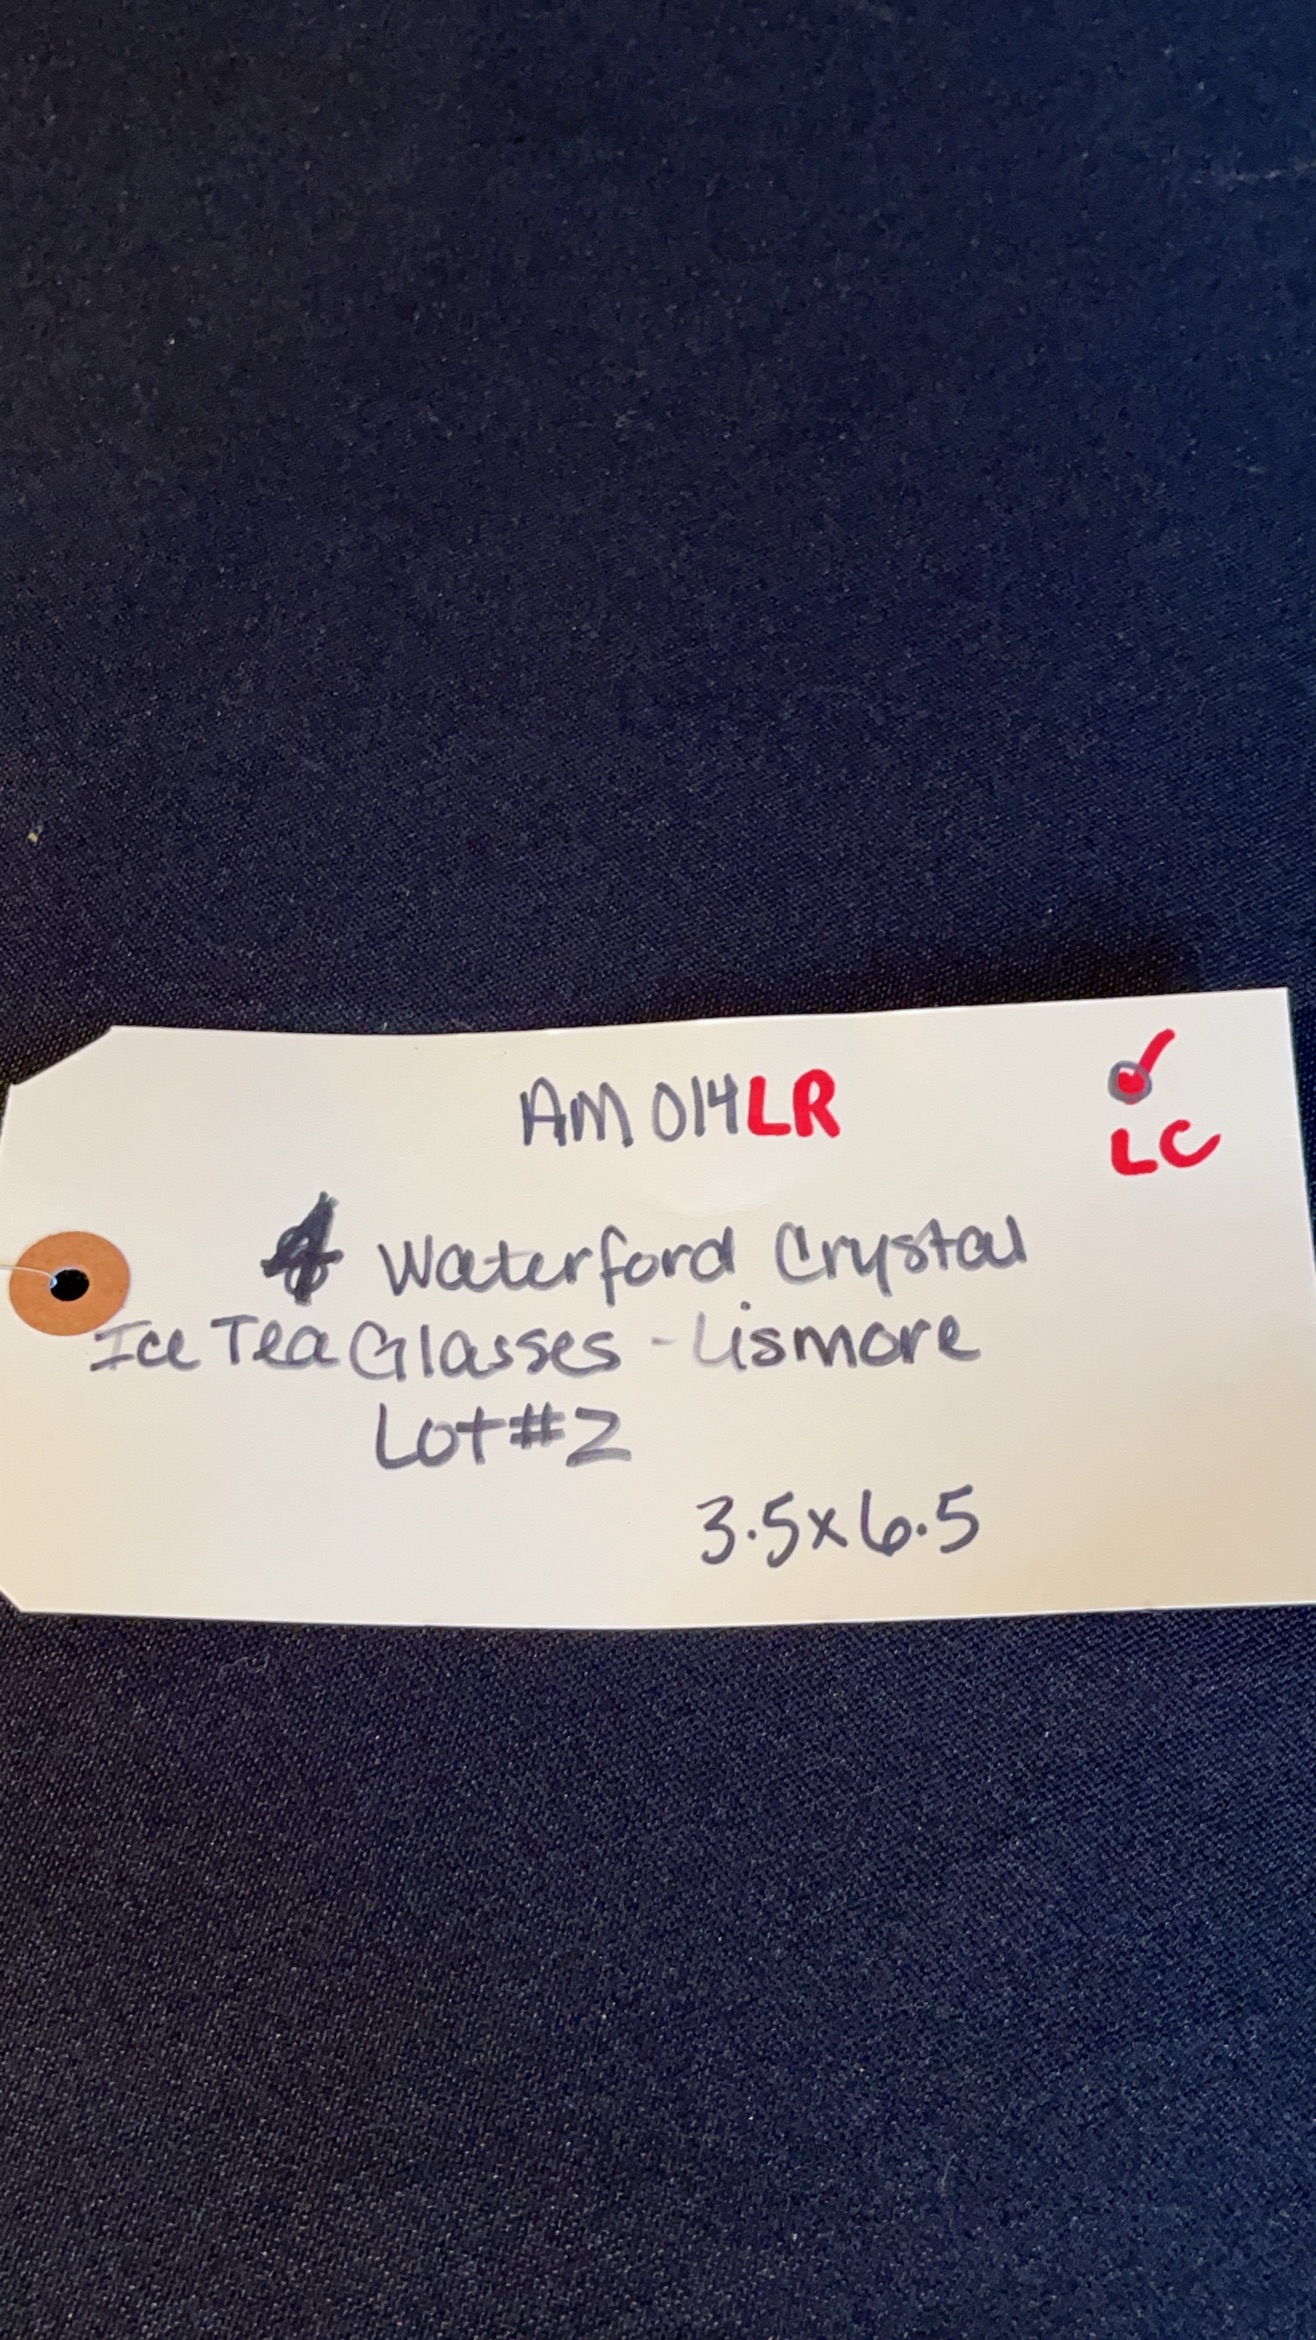 AM014LR
LC
4 Waterford Crystal
Ice Tea Glasses - Lismore
Lot#2
3.5x6.5